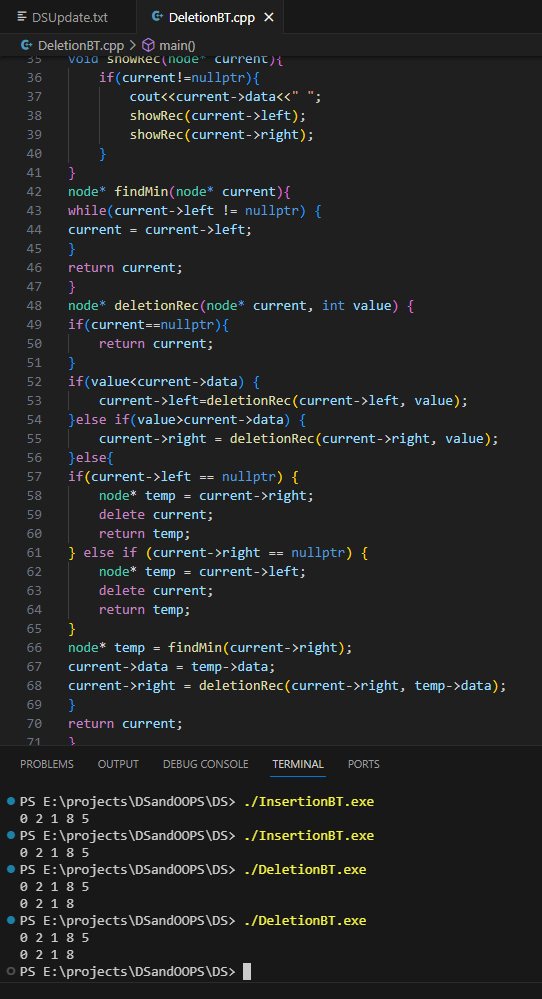 DSUpdate.txt
DeletionBT.cpp ×
DeletionBT.cpp > main()
35 void showRec(node* current){
36 if(current!=nullptr){
37 cout<<current->data<<" ";
38 showRec(current->left);
39 showRec(current->right);
40 }
41 }
42 node* findMin(node* current){
43 while(current->left != nullptr) {
44 current = current->left;
45 }
46 return current;
47 }
48 node* deletionRec(node* current, int value) {
49 if(current==nullptr){
50 return current;
51 }
52 if(value<current->data) {
53 current->left=deletionRec(current->left, value);
54 }else if(value>current->data) {
55 current->right = deletionRec(current->right, value);
56 }else{
57 if(current->left == nullptr) {
58 node* temp = current->right;
59 delete current;
60 return temp;
61 } else if (current->right == nullptr) {
62 node* temp = current->left;
63 delete current;
64 return temp;
65 }
66 node* temp = findMin(current->right);
67 current->data = temp->data;
68 current->right = deletionRec(current->right, temp->data);
69 }
70 return current;
71 }
PROBLEMS OUTPUT DEBUG CONSOLE TERMINAL PORTS
PS E:\projects\DSandOOPS\DS> ./InsertionBT.exe
0 2 1 8 5
PS E:\projects\DSandOOPS\DS> ./InsertionBT.exe
0 2 1 8 5
PS E:\projects\DSandOOPS\DS> ./DeletionBT.exe
0 2 1 8 5
0 2 1 8
PS E:\projects\DSandOOPS\DS> ./DeletionBT.exe
0 2 1 8 5
0 2 1 8
PS E:\projects\DSandOOPS\DS>